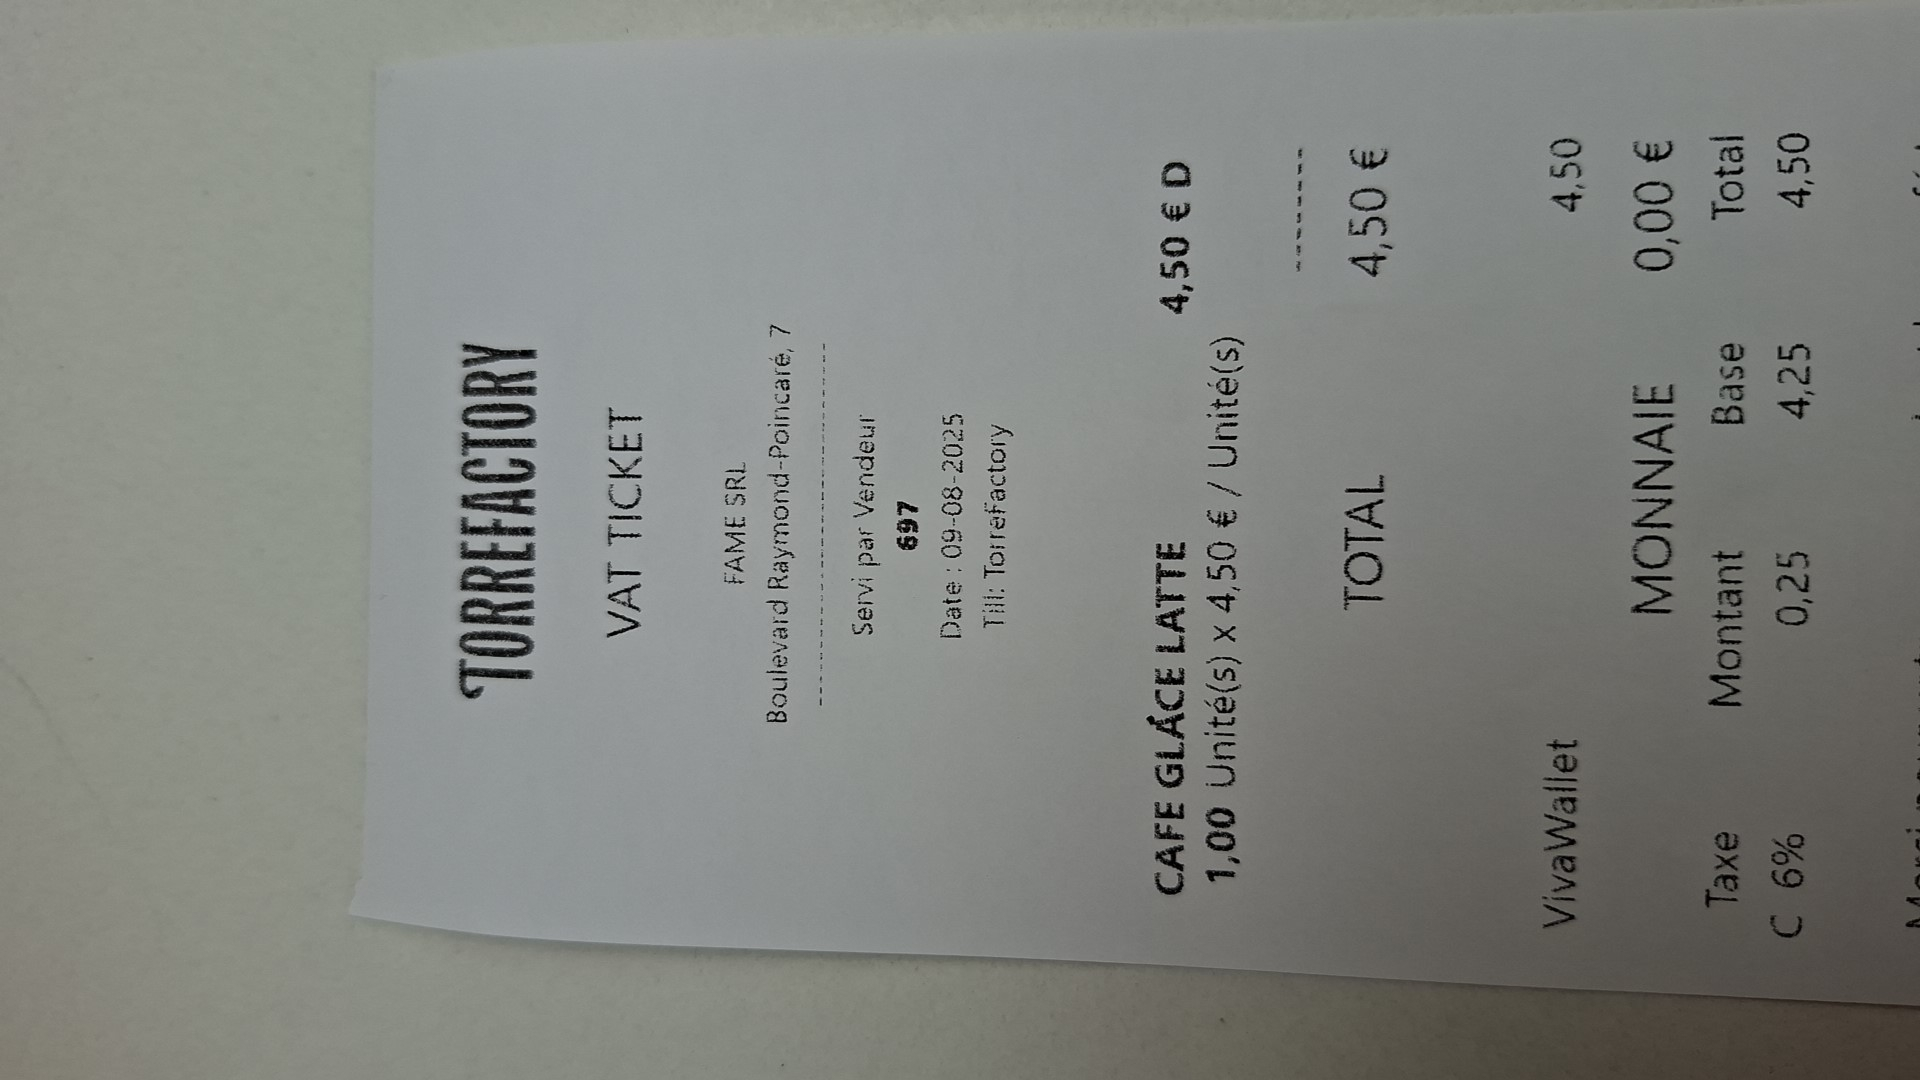 TORREFACTORY
VAT TICKET
FAME SRL
Boulevard Raymond-Poincaré, 7
--------------------------------
Servi par Vendeur
697
Date : 09-08-2025
Till: Torrefactory
CAFE GLÁCE LATTE 4,50 € D
1,00 Unité(s) x 4,50 € / Unité(s)
--------
TOTAL 4,50 €
VivaWallet 4,50
MONNAIE 0,00 €
Taxe Montant Base Total
C 6% 0,25 4,25 4,50